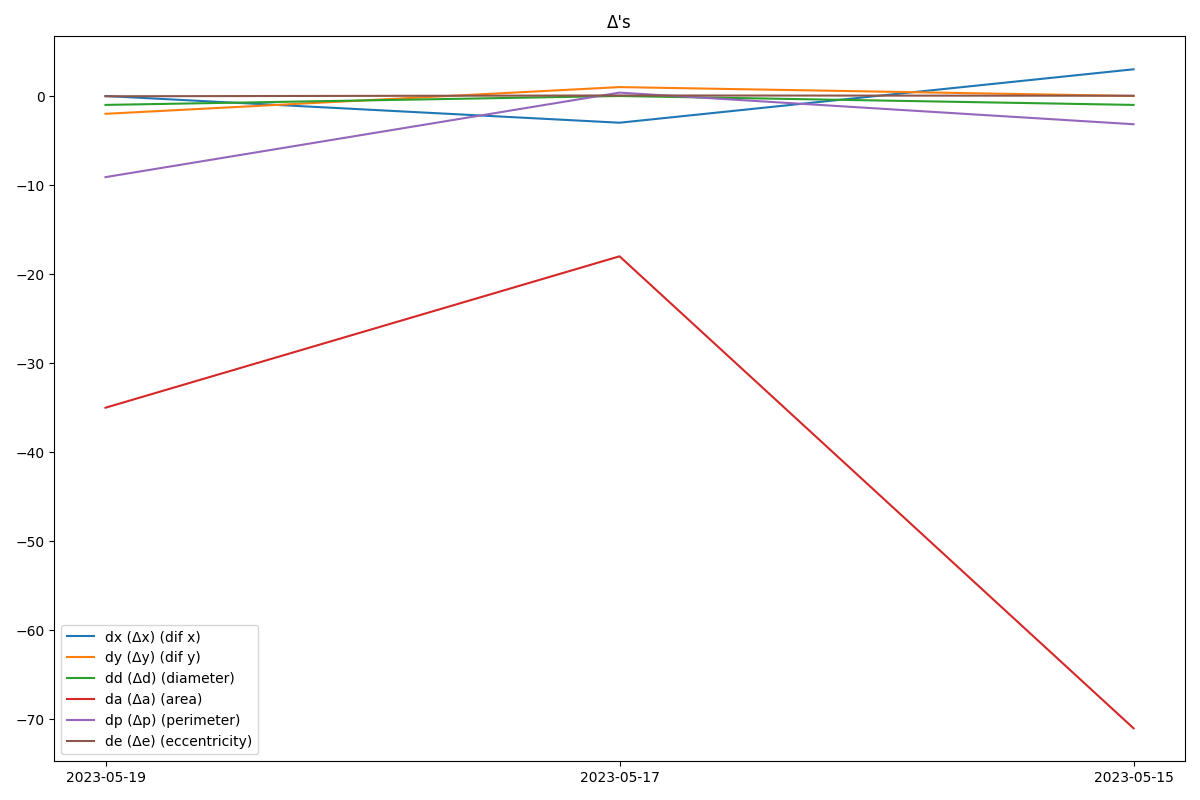 Δ's
0
−10
−20
−30
−40
−50
−60
−70
dx (Δx) (dif x)
dy (Δy) (dif y)
dd (Δd) (diameter)
da (Δa) (area)
dp (Δp) (perimeter)
de (Δe) (eccentricity)
2023-05-19 2023-05-17 2023-05-15